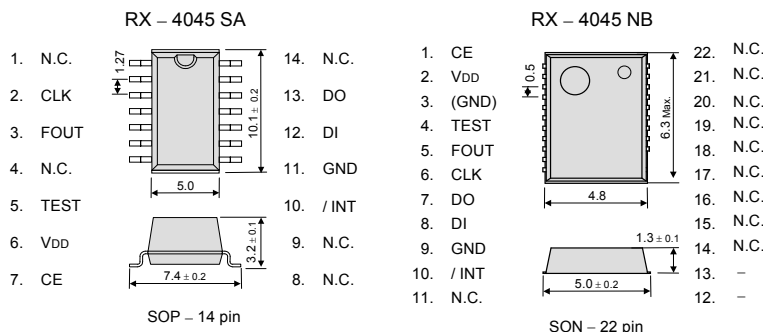 RX – 4045 SA
1. N.C.
2. CLK
3. FOUT
4. N.C.
5. TEST
6. VDD
7. CE
14. N.C.
13. DO
12. DI
11. GND
10. / INT
9. N.C.
8. N.C.
1.27
10.1 ± 0.2
5.0
3.2 ± 0.1
7.4 ± 0.2
SOP – 14 pin
RX – 4045 NB
1. CE
2. VDD
3. (GND)
4. TEST
5. FOUT
6. CLK
7. DO
8. DI
9. GND
10. / INT
11. N.C.
22. N.C.
21. N.C.
20. N.C.
19. N.C.
18. N.C.
17. N.C.
16. N.C.
15. N.C.
14. N.C.
13. –
12. –
0.5
6.3 Max.
4.8
1.3 ± 0.1
5.0 ± 0.2
SON – 22 pin